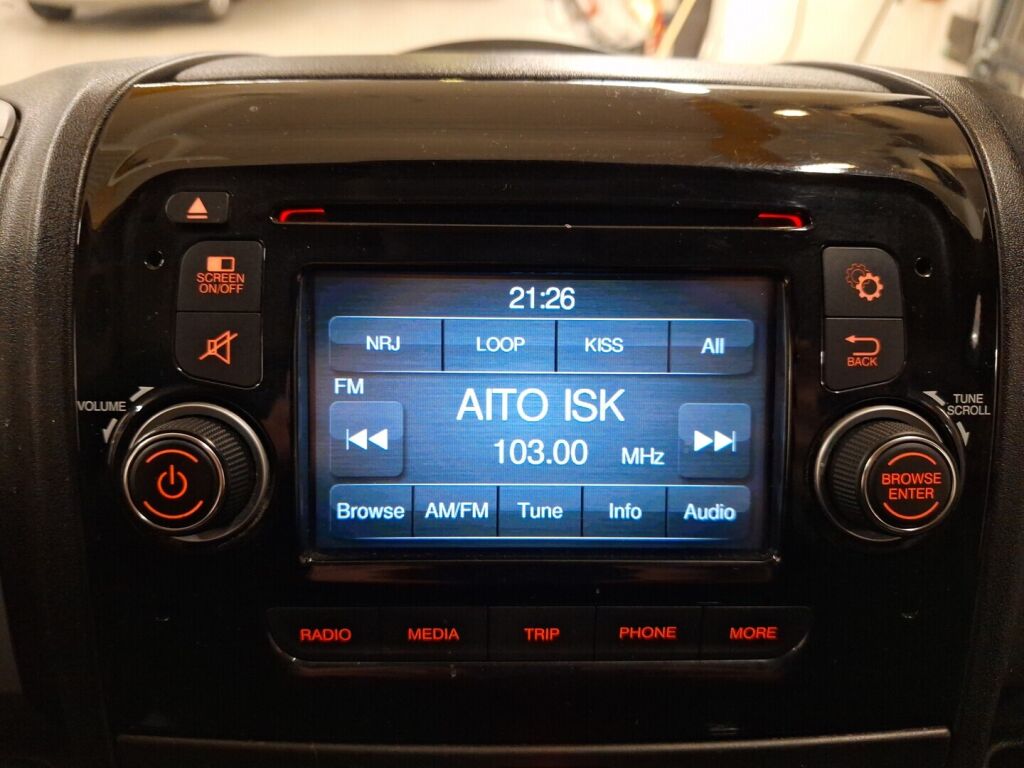 SCREEN
ON/OFF
21:26
NRJ LOOP KISS All
BACK
FM
VOLUME
AITO ISK
TUNE
SCROLL
103.00 MHz
BROWSE
ENTER
Browse AM/FM Tune Info Audio
RADIO MEDIA TRIP PHONE MORE